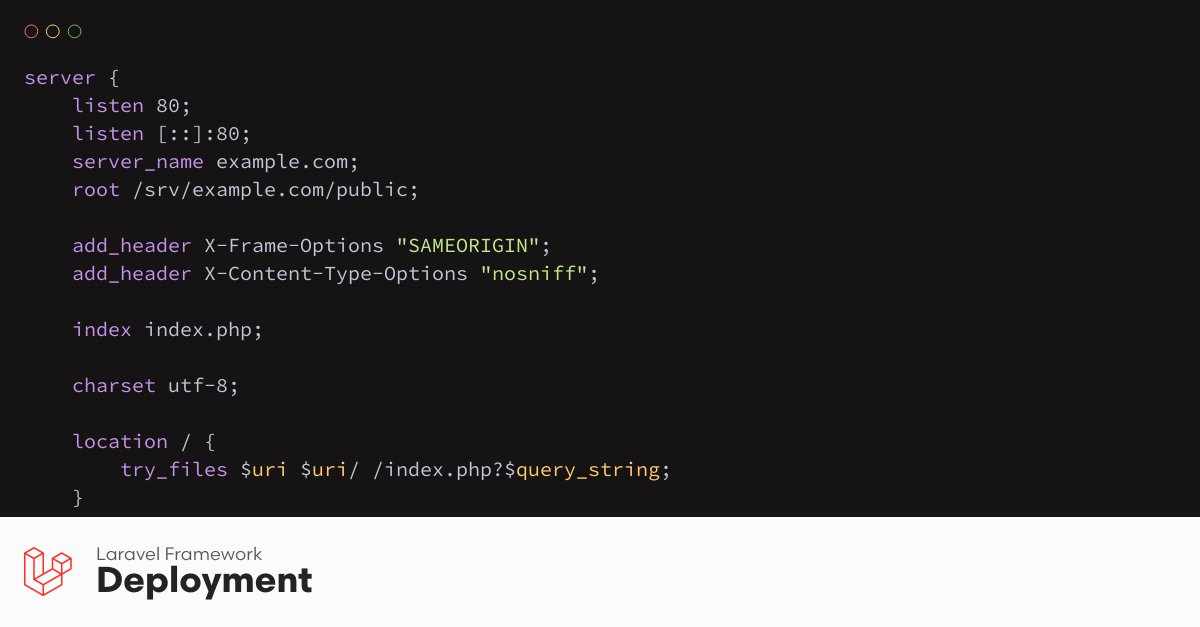 server {
    listen 80;
    listen [::]:80;
    server_name example.com;
    root /srv/example.com/public;
    add_header X-Frame-Options "SAMEORIGIN";
    add_header X-Content-Type-Options "nosniff";
    index index.php;
    charset utf-8;
    location / {
        try_files $uri $uri/ /index.php?$query_string;
    }
Laravel Framework
Deployment